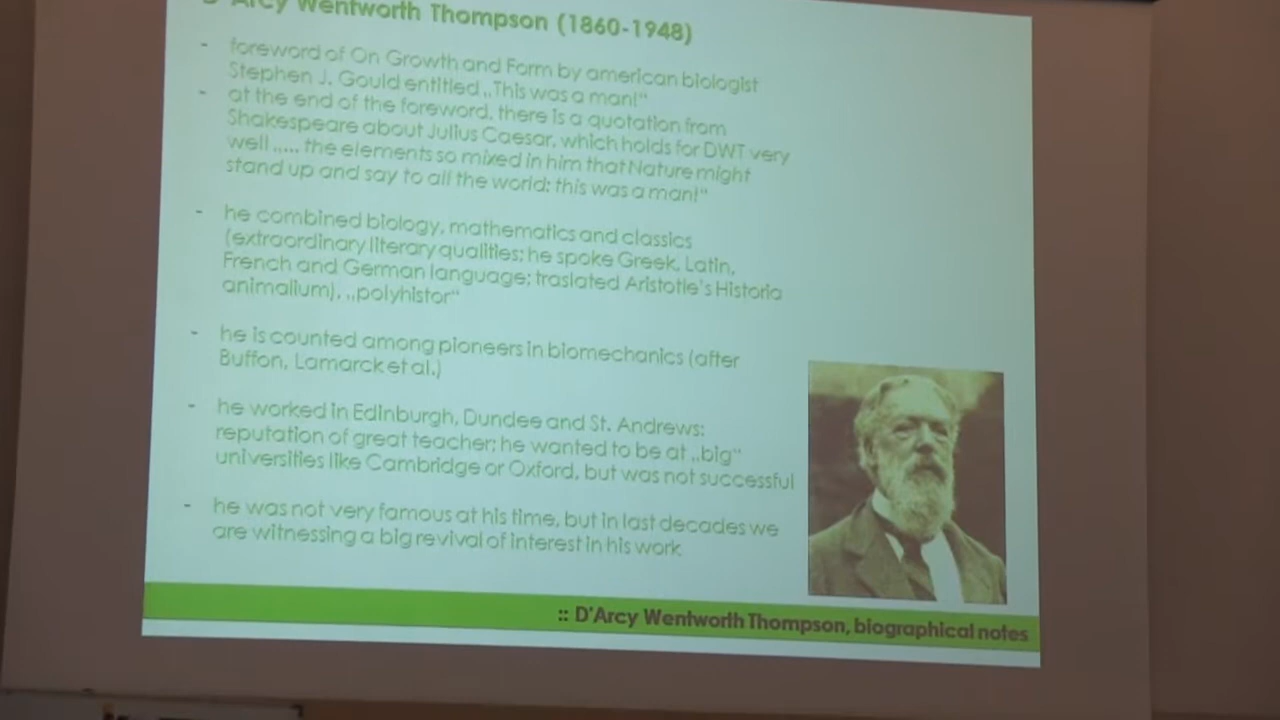 D'Arcy Wentworth Thompson (1860-1948)
- foreword of On Growth and Form by american biologist
Stephen J. Gould entitled „This was a man!“
- at the end of the foreword, there is a quotation from
Shakespeare about Julius Caesar, which holds for DWT very
well „.... the elements so mixed in him that Nature might
stand up and say to all the world: this was a man!“
- he combined biology, mathematics and classics
(extraordinary literary qualities; he spoke Greek, Latin,
French and German language; traslated Aristotle's Historia
animalium), „polyhistor“
- he is counted among pioneers in biomechanics (after
Buffon, Lamarck et al.)
- he worked in Edinburgh, Dundee and St. Andrews:
reputation of great teacher; he wanted to be at „big“
universities like Cambridge or Oxford, but was not successful
- he was not very famous at his time, but in last decades we
are witnessing a big revival of interest in his work
:: D'Arcy Wentworth Thompson, biographical notes